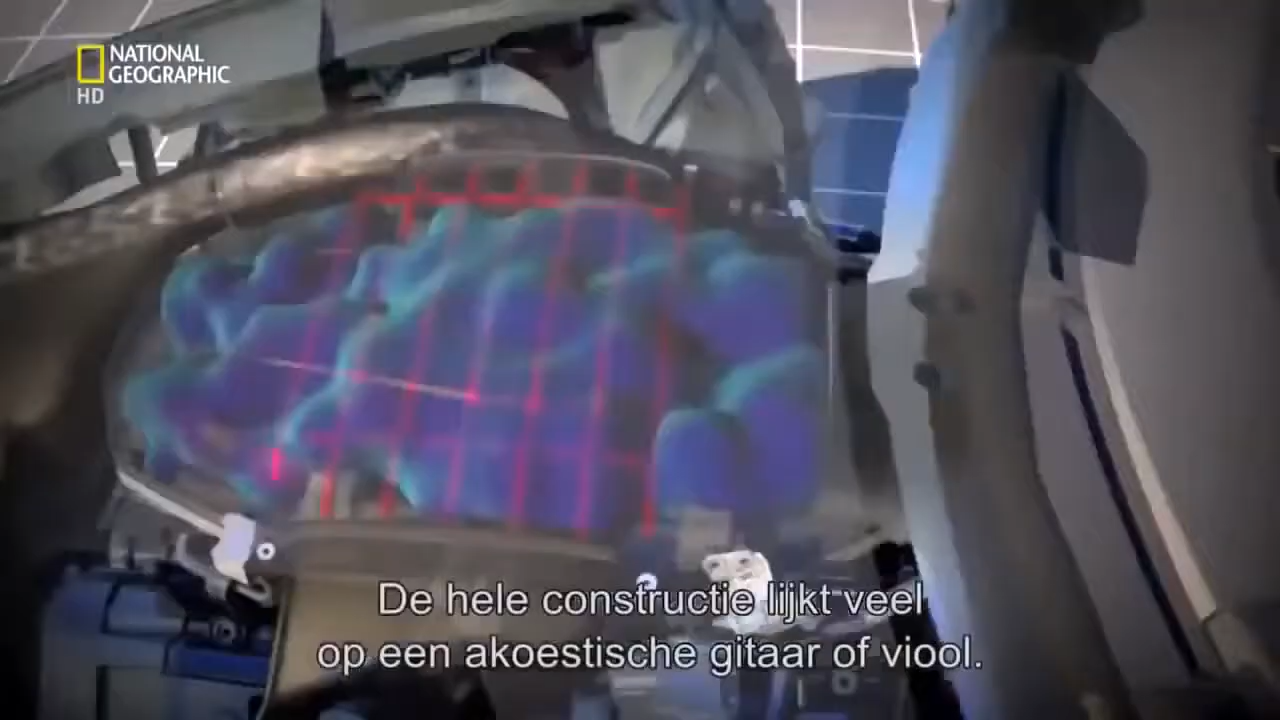 NATIONAL
GEOGRAPHIC
HD
De hele constructie lijkt veel
op een akoestische gitaar of viool.